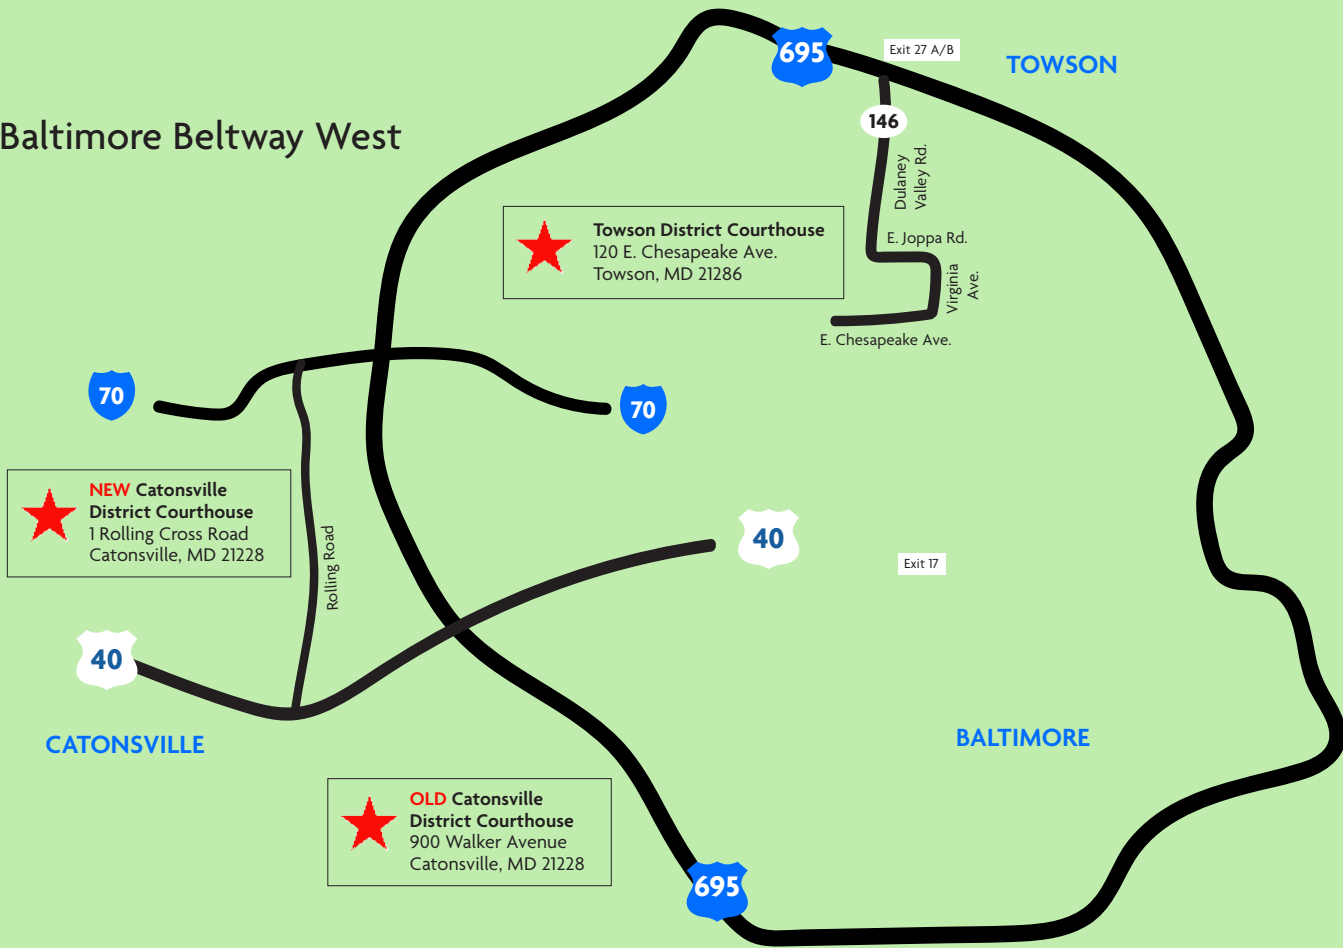 695
Exit 27 A/B
TOWSON
Baltimore Beltway West
146
Dulaney
Valley Rd.
Towson District Courthouse
120 E. Chesapeake Ave.
Towson, MD 21286
E. Joppa Rd.
Virginia
Ave.
E. Chesapeake Ave.
70
70
NEW Catonsville
District Courthouse
1 Rolling Cross Road
Catonsville, MD 21228
Rolling Road
40
Exit 17
40
CATONSVILLE
BALTIMORE
OLD Catonsville
District Courthouse
900 Walker Avenue
Catonsville, MD 21228
695